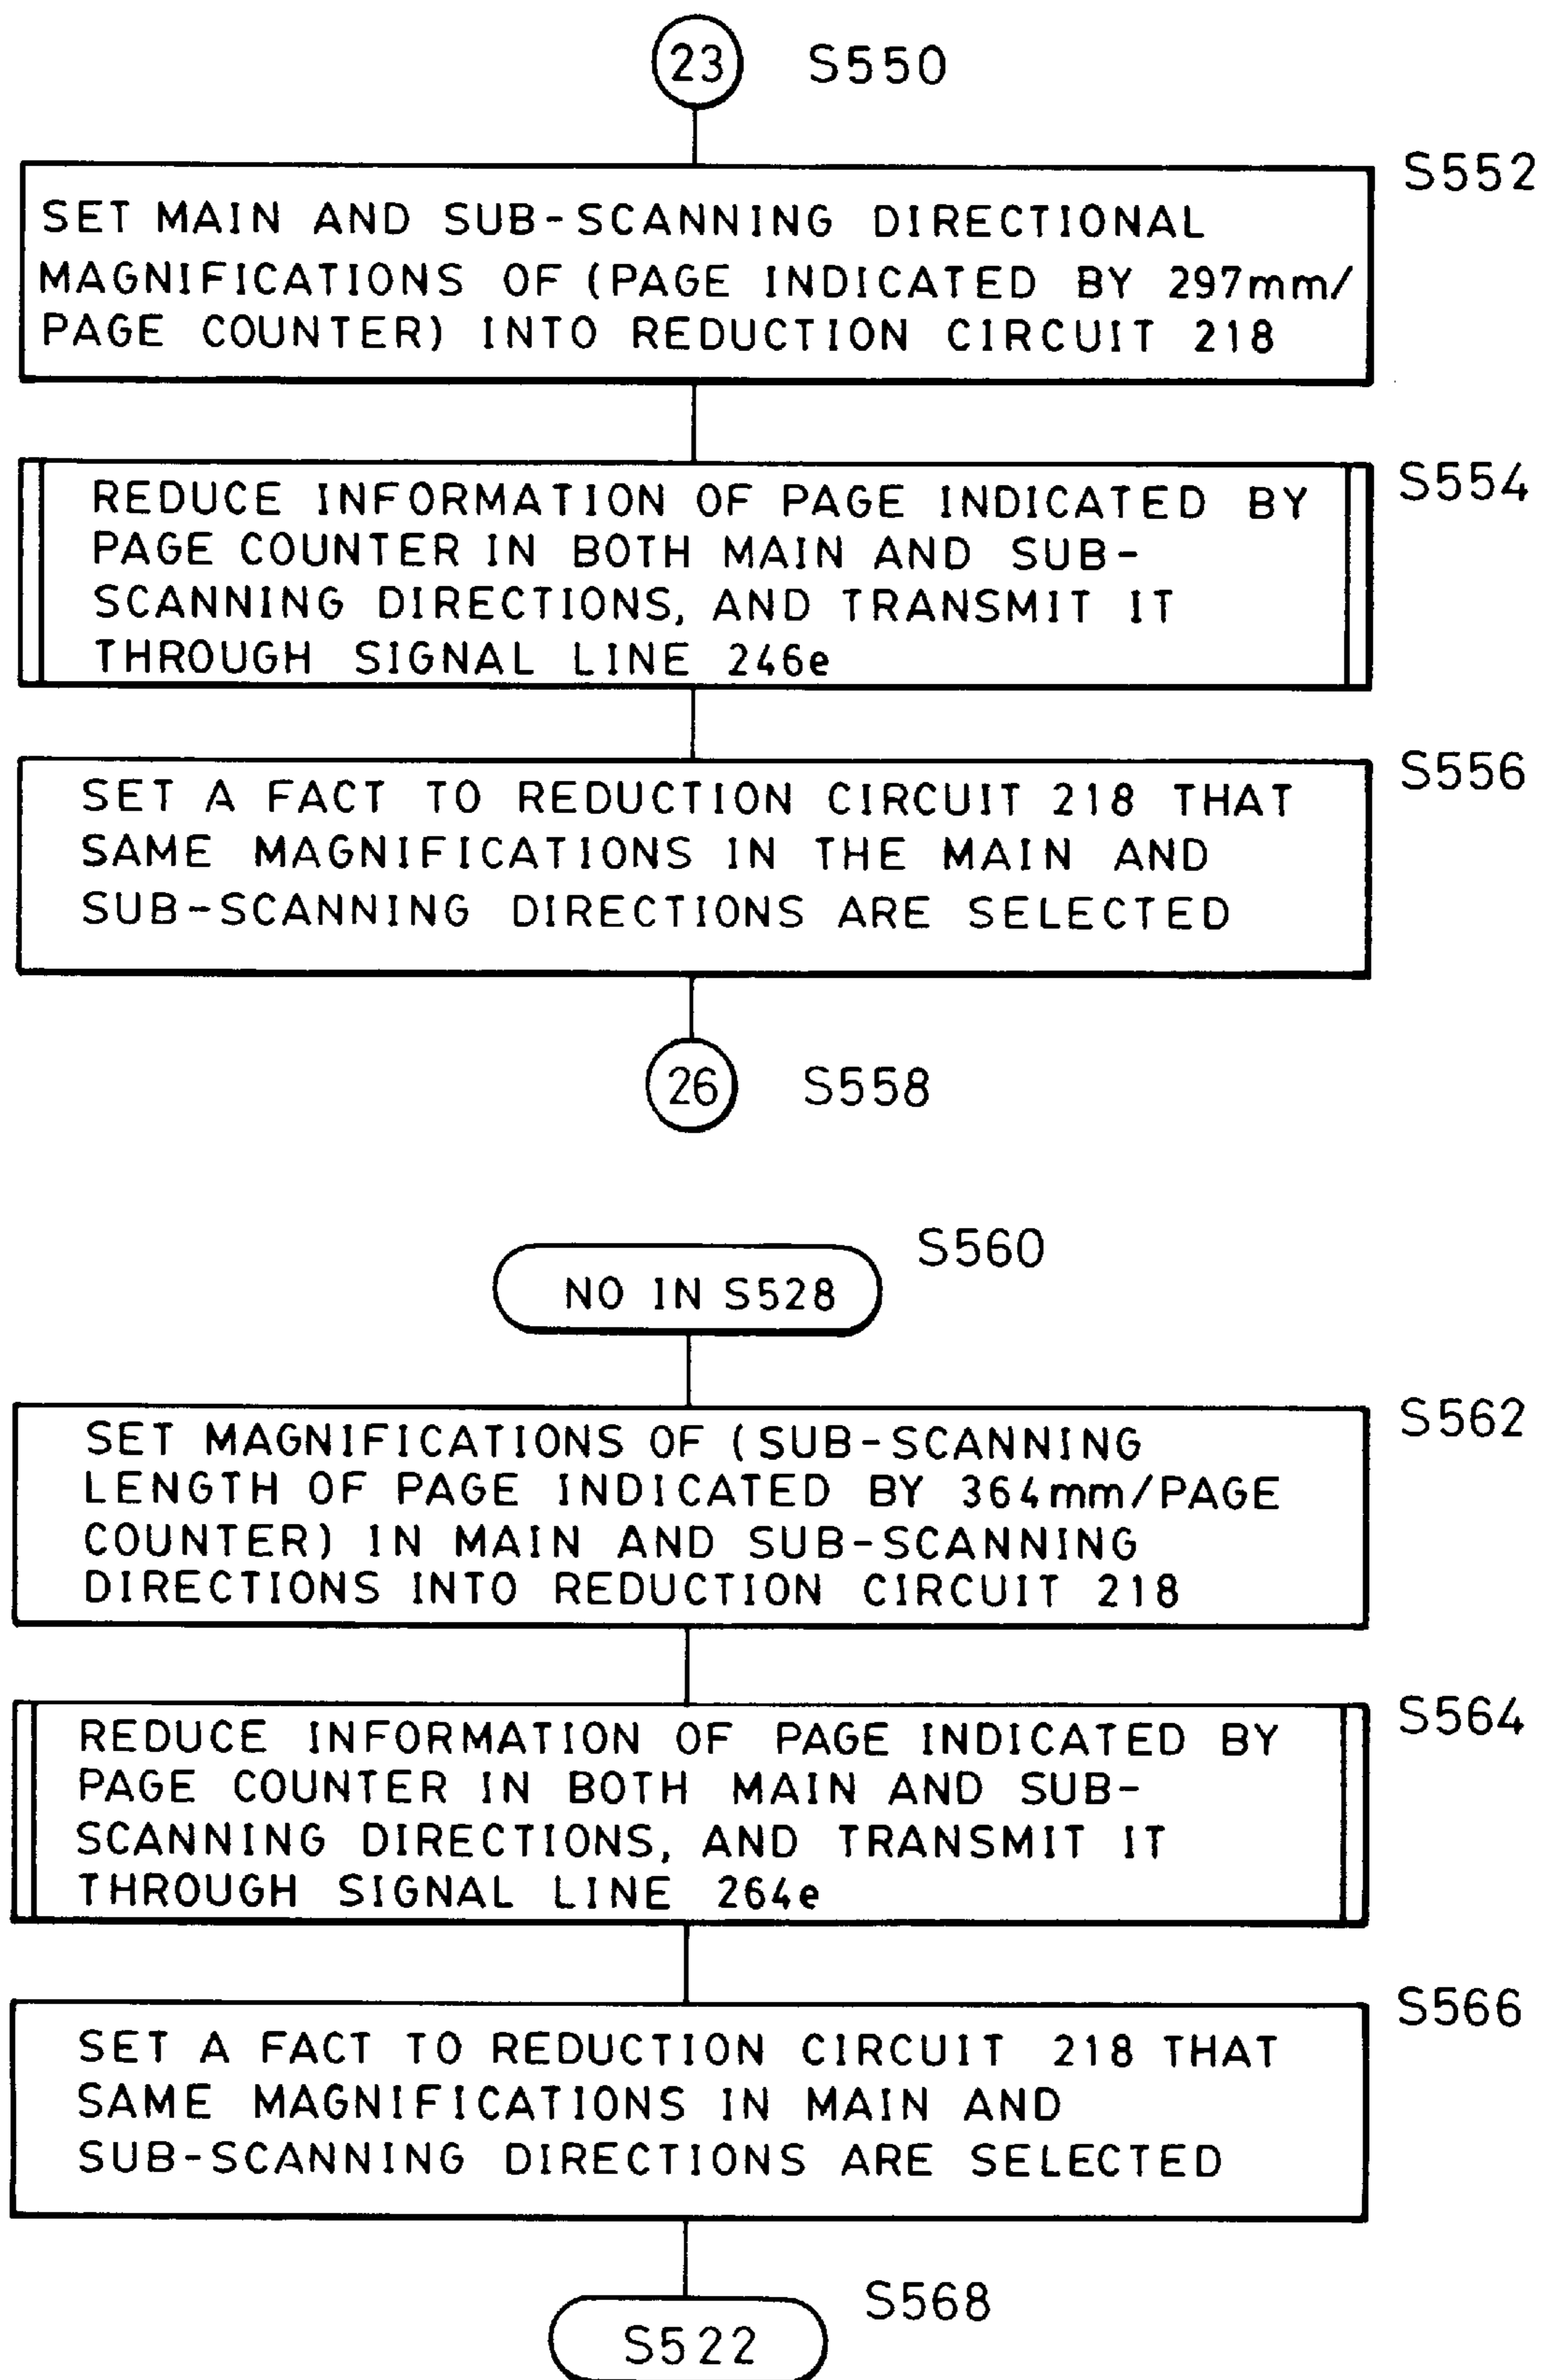 23 S550
S552
SET MAIN AND SUB-SCANNING DIRECTIONAL
MAGNIFICATIONS OF (PAGE INDICATED BY 297mm/
PAGE COUNTER) INTO REDUCTION CIRCUIT 218
S554
REDUCE INFORMATION OF PAGE INDICATED BY
PAGE COUNTER IN BOTH MAIN AND SUB-
SCANNING DIRECTIONS, AND TRANSMIT IT
THROUGH SIGNAL LINE 246e
S556
SET A FACT TO REDUCTION CIRCUIT 218 THAT
SAME MAGNIFICATIONS IN THE MAIN AND
SUB-SCANNING DIRECTIONS ARE SELECTED
26 S558
S560
NO IN S528
S562
SET MAGNIFICATIONS OF (SUB-SCANNING
LENGTH OF PAGE INDICATED BY 364mm/PAGE
COUNTER) IN MAIN AND SUB-SCANNING
DIRECTIONS INTO REDUCTION CIRCUIT 218
S564
REDUCE INFORMATION OF PAGE INDICATED BY
PAGE COUNTER IN BOTH MAIN AND SUB-
SCANNING DIRECTIONS, AND TRANSMIT IT
THROUGH SIGNAL LINE 264e
S566
SET A FACT TO REDUCTION CIRCUIT 218 THAT
SAME MAGNIFICATIONS IN MAIN AND
SUB-SCANNING DIRECTIONS ARE SELECTED
S568
S522